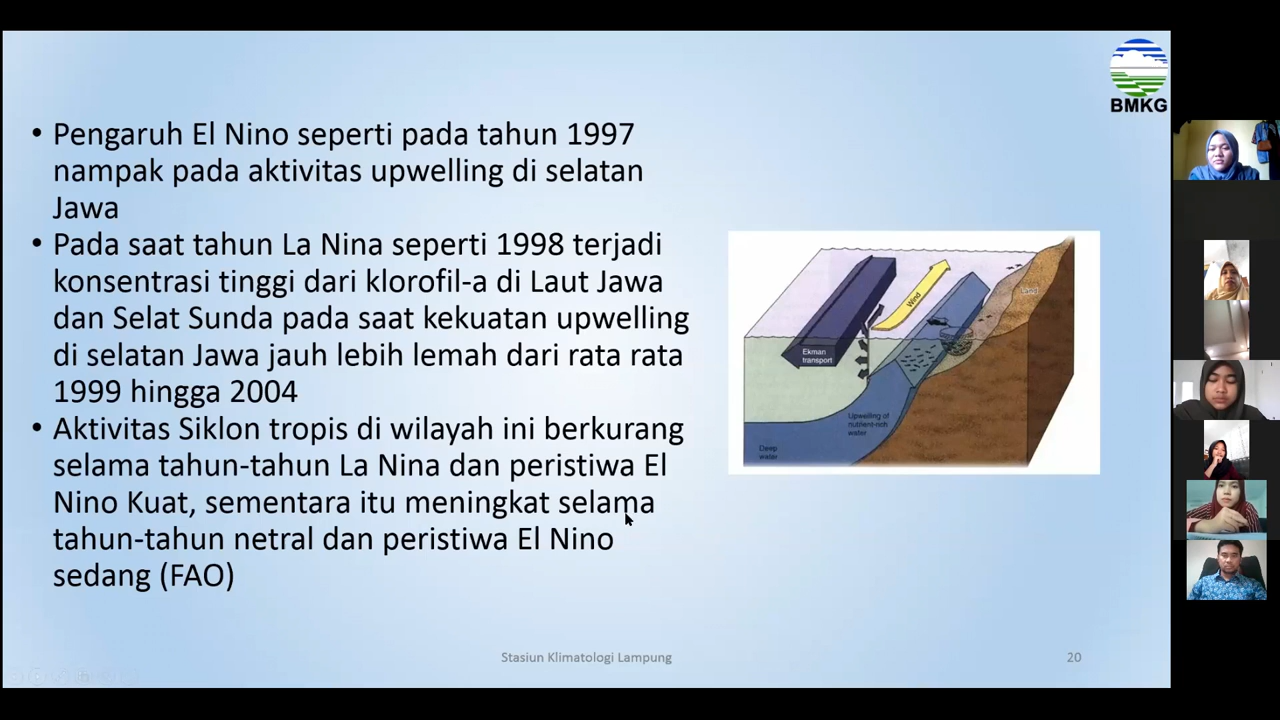 BMKG
• Pengaruh El Nino seperti pada tahun 1997
nampak pada aktivitas upwelling di selatan
Jawa
• Pada saat tahun La Nina seperti 1998 terjadi
konsentrasi tinggi dari klorofil-a di Laut Jawa
dan Selat Sunda pada saat kekuatan upwelling
di selatan Jawa jauh lebih lemah dari rata rata
1999 hingga 2004
• Aktivitas Siklon tropis di wilayah ini berkurang
selama tahun-tahun La Nina dan peristiwa El
Nino Kuat, sementara itu meningkat selama
tahun-tahun netral dan peristiwa El Nino
sedang (FAO)
Wind
Land
Ekman
transport
Upwelling of
nutrient-rich
water
Deep
water
Stasiun Klimatologi Lampung
20